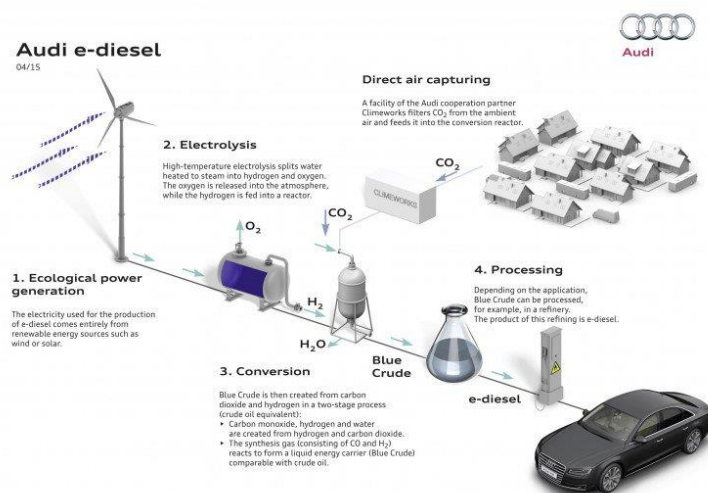 Audi e-diesel
04/15
Audi
Direct air capturing
A facility of the Audi cooperation partner
Climeworks filters CO₂ from the ambient
air and feeds it into the conversion reactor.
2. Electrolysis
High-temperature electrolysis splits water
heated to steam into hydrogen and oxygen.
The oxygen is released into the atmosphere,
while the hydrogen is fed into a reactor.
CO₂
CLIMEWORKS
CO₂
O₂
1. Ecological power
generation
The electricity used for the production
of e-diesel comes entirely from
renewable energy sources such as
wind or solar.
H₂
H₂O
4. Processing
Depending on the application,
Blue Crude can be processed,
for example, in a refinery.
The product of this refining is e-diesel.
Blue
Crude
e-diesel
3. Conversion
Blue Crude is then created from carbon
dioxide and hydrogen in a two-stage process
(crude oil equivalent):
‣ Carbon monoxide, hydrogen and water
are created from hydrogen and carbon dioxide.
‣ The synthesis gas (consisting of CO and H₂)
reacts to form a liquid energy carrier (Blue Crude)
comparable with crude oil.